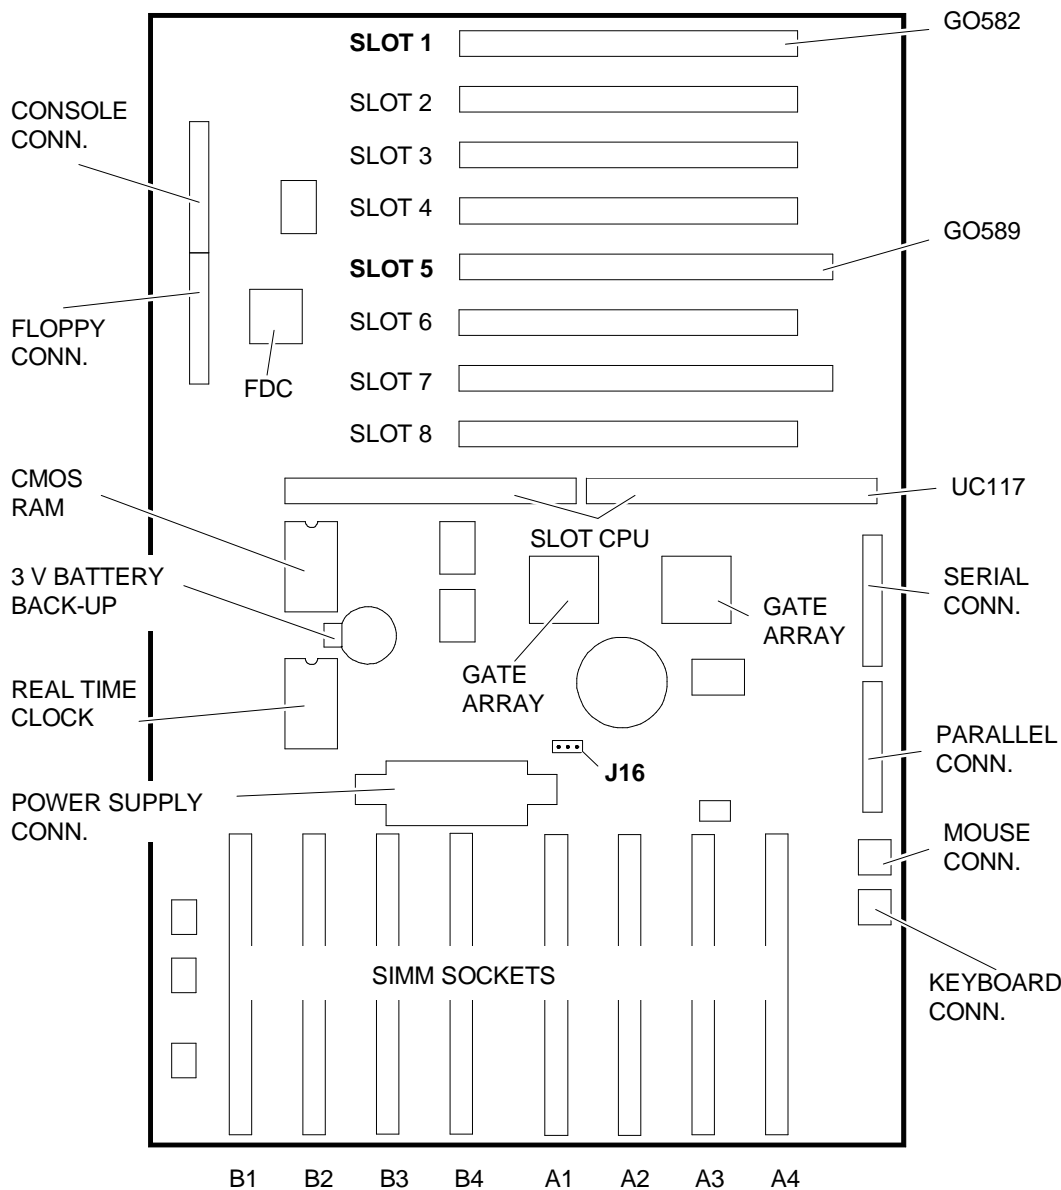 GO582
SLOT 1
SLOT 2
CONSOLE
CONN.
SLOT 3
SLOT 4
GO589
SLOT 5
FLOPPY
CONN.
SLOT 6
FDC
SLOT 7
SLOT 8
CMOS
RAM
UC117
SLOT CPU
3 V BATTERY
BACK-UP
SERIAL
CONN.
GATE
ARRAY
GATE
ARRAY
REAL TIME
CLOCK
PARALLEL
CONN.
J16
POWER SUPPLY
CONN.
MOUSE
CONN.
SIMM SOCKETS
KEYBOARD
CONN.
B1 B2 B3 B4 A1 A2 A3 A4